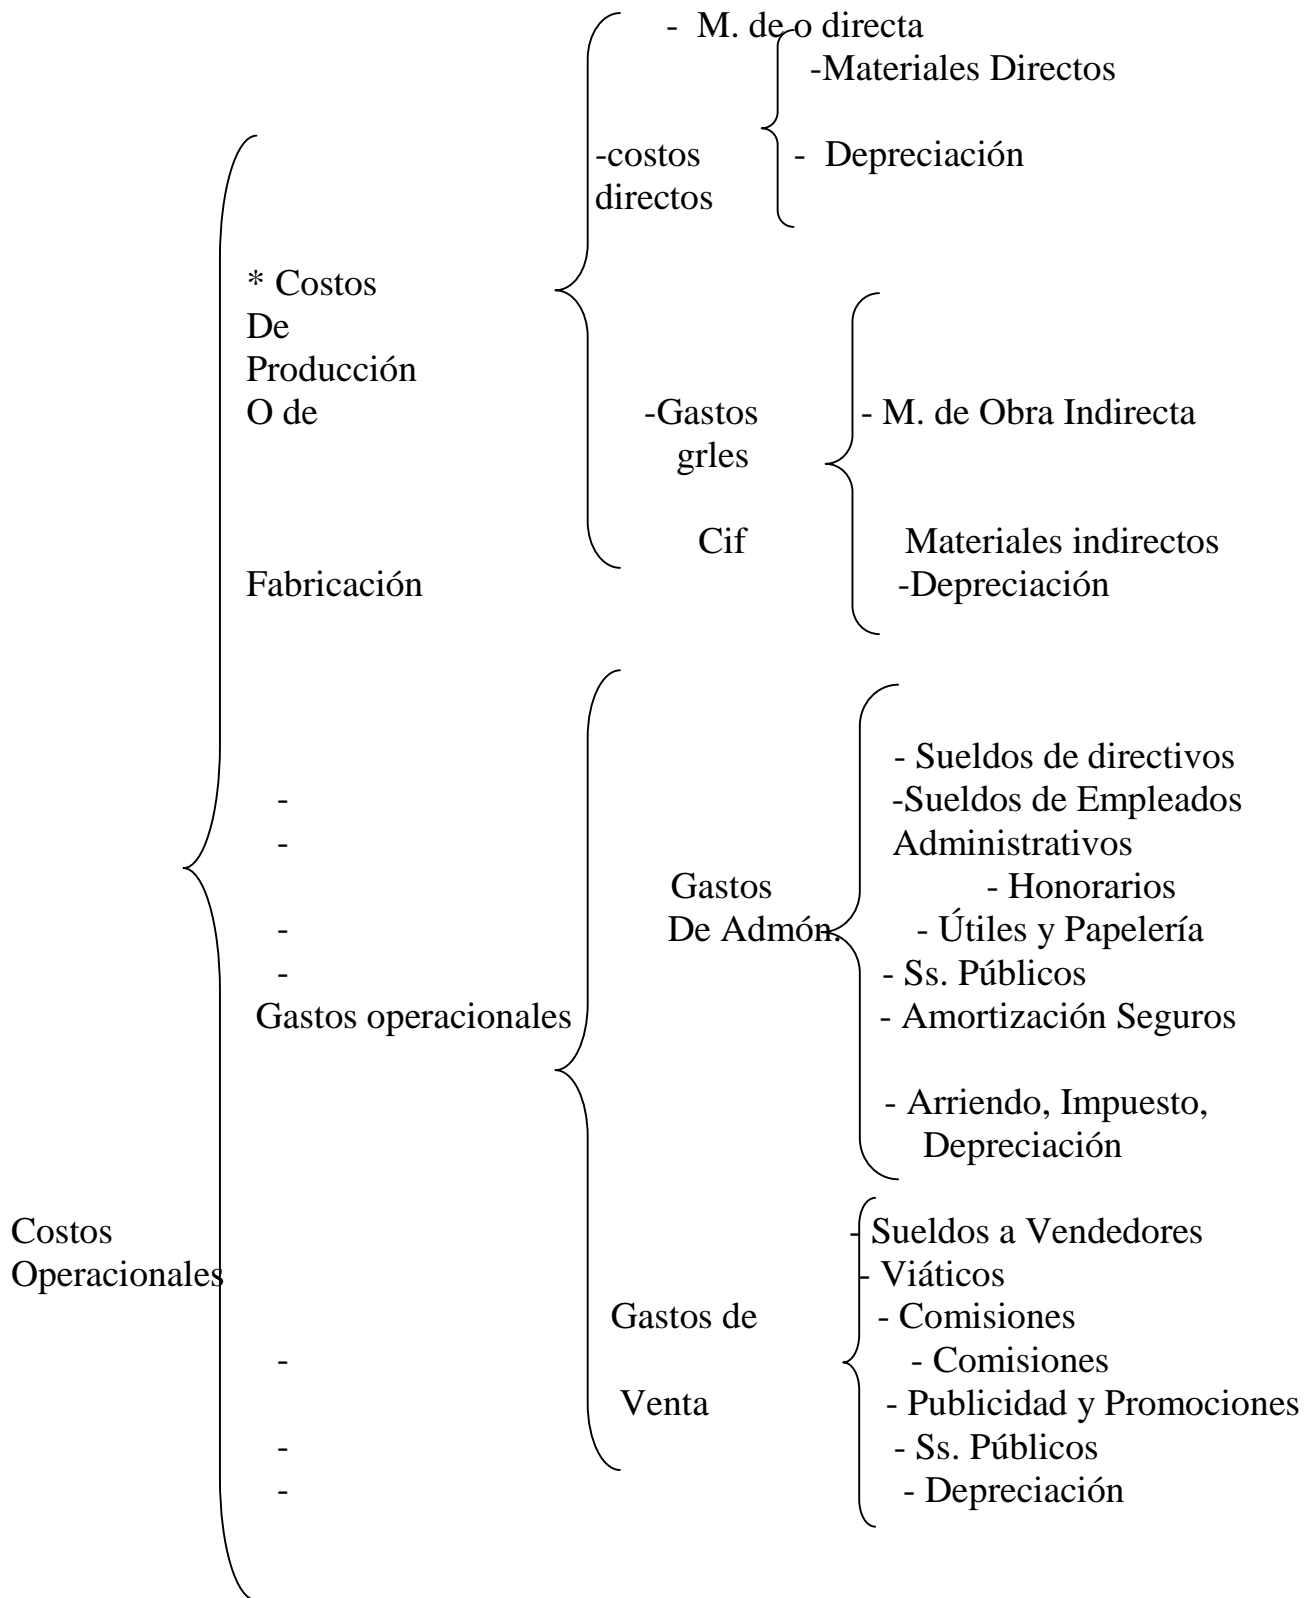 - M. de o directa
-Materiales Directos
-costos - Depreciación
directos
* Costos
De
Producción
O de -Gastos - M. de Obra Indirecta
grles
Cif Materiales indirectos
Fabricación -Depreciación
- Sueldos de directivos
- -Sueldos de Empleados
- Administrativos
Gastos - Honorarios
- De Admón. - Útiles y Papelería
- - Ss. Públicos
Gastos operacionales - Amortización Seguros
- Arriendo, Impuesto,
Depreciación
Costos - Sueldos a Vendedores
Operacionales - Viáticos
Gastos de - Comisiones
- - Comisiones
Venta - Publicidad y Promociones
- - Ss. Públicos
- - Depreciación